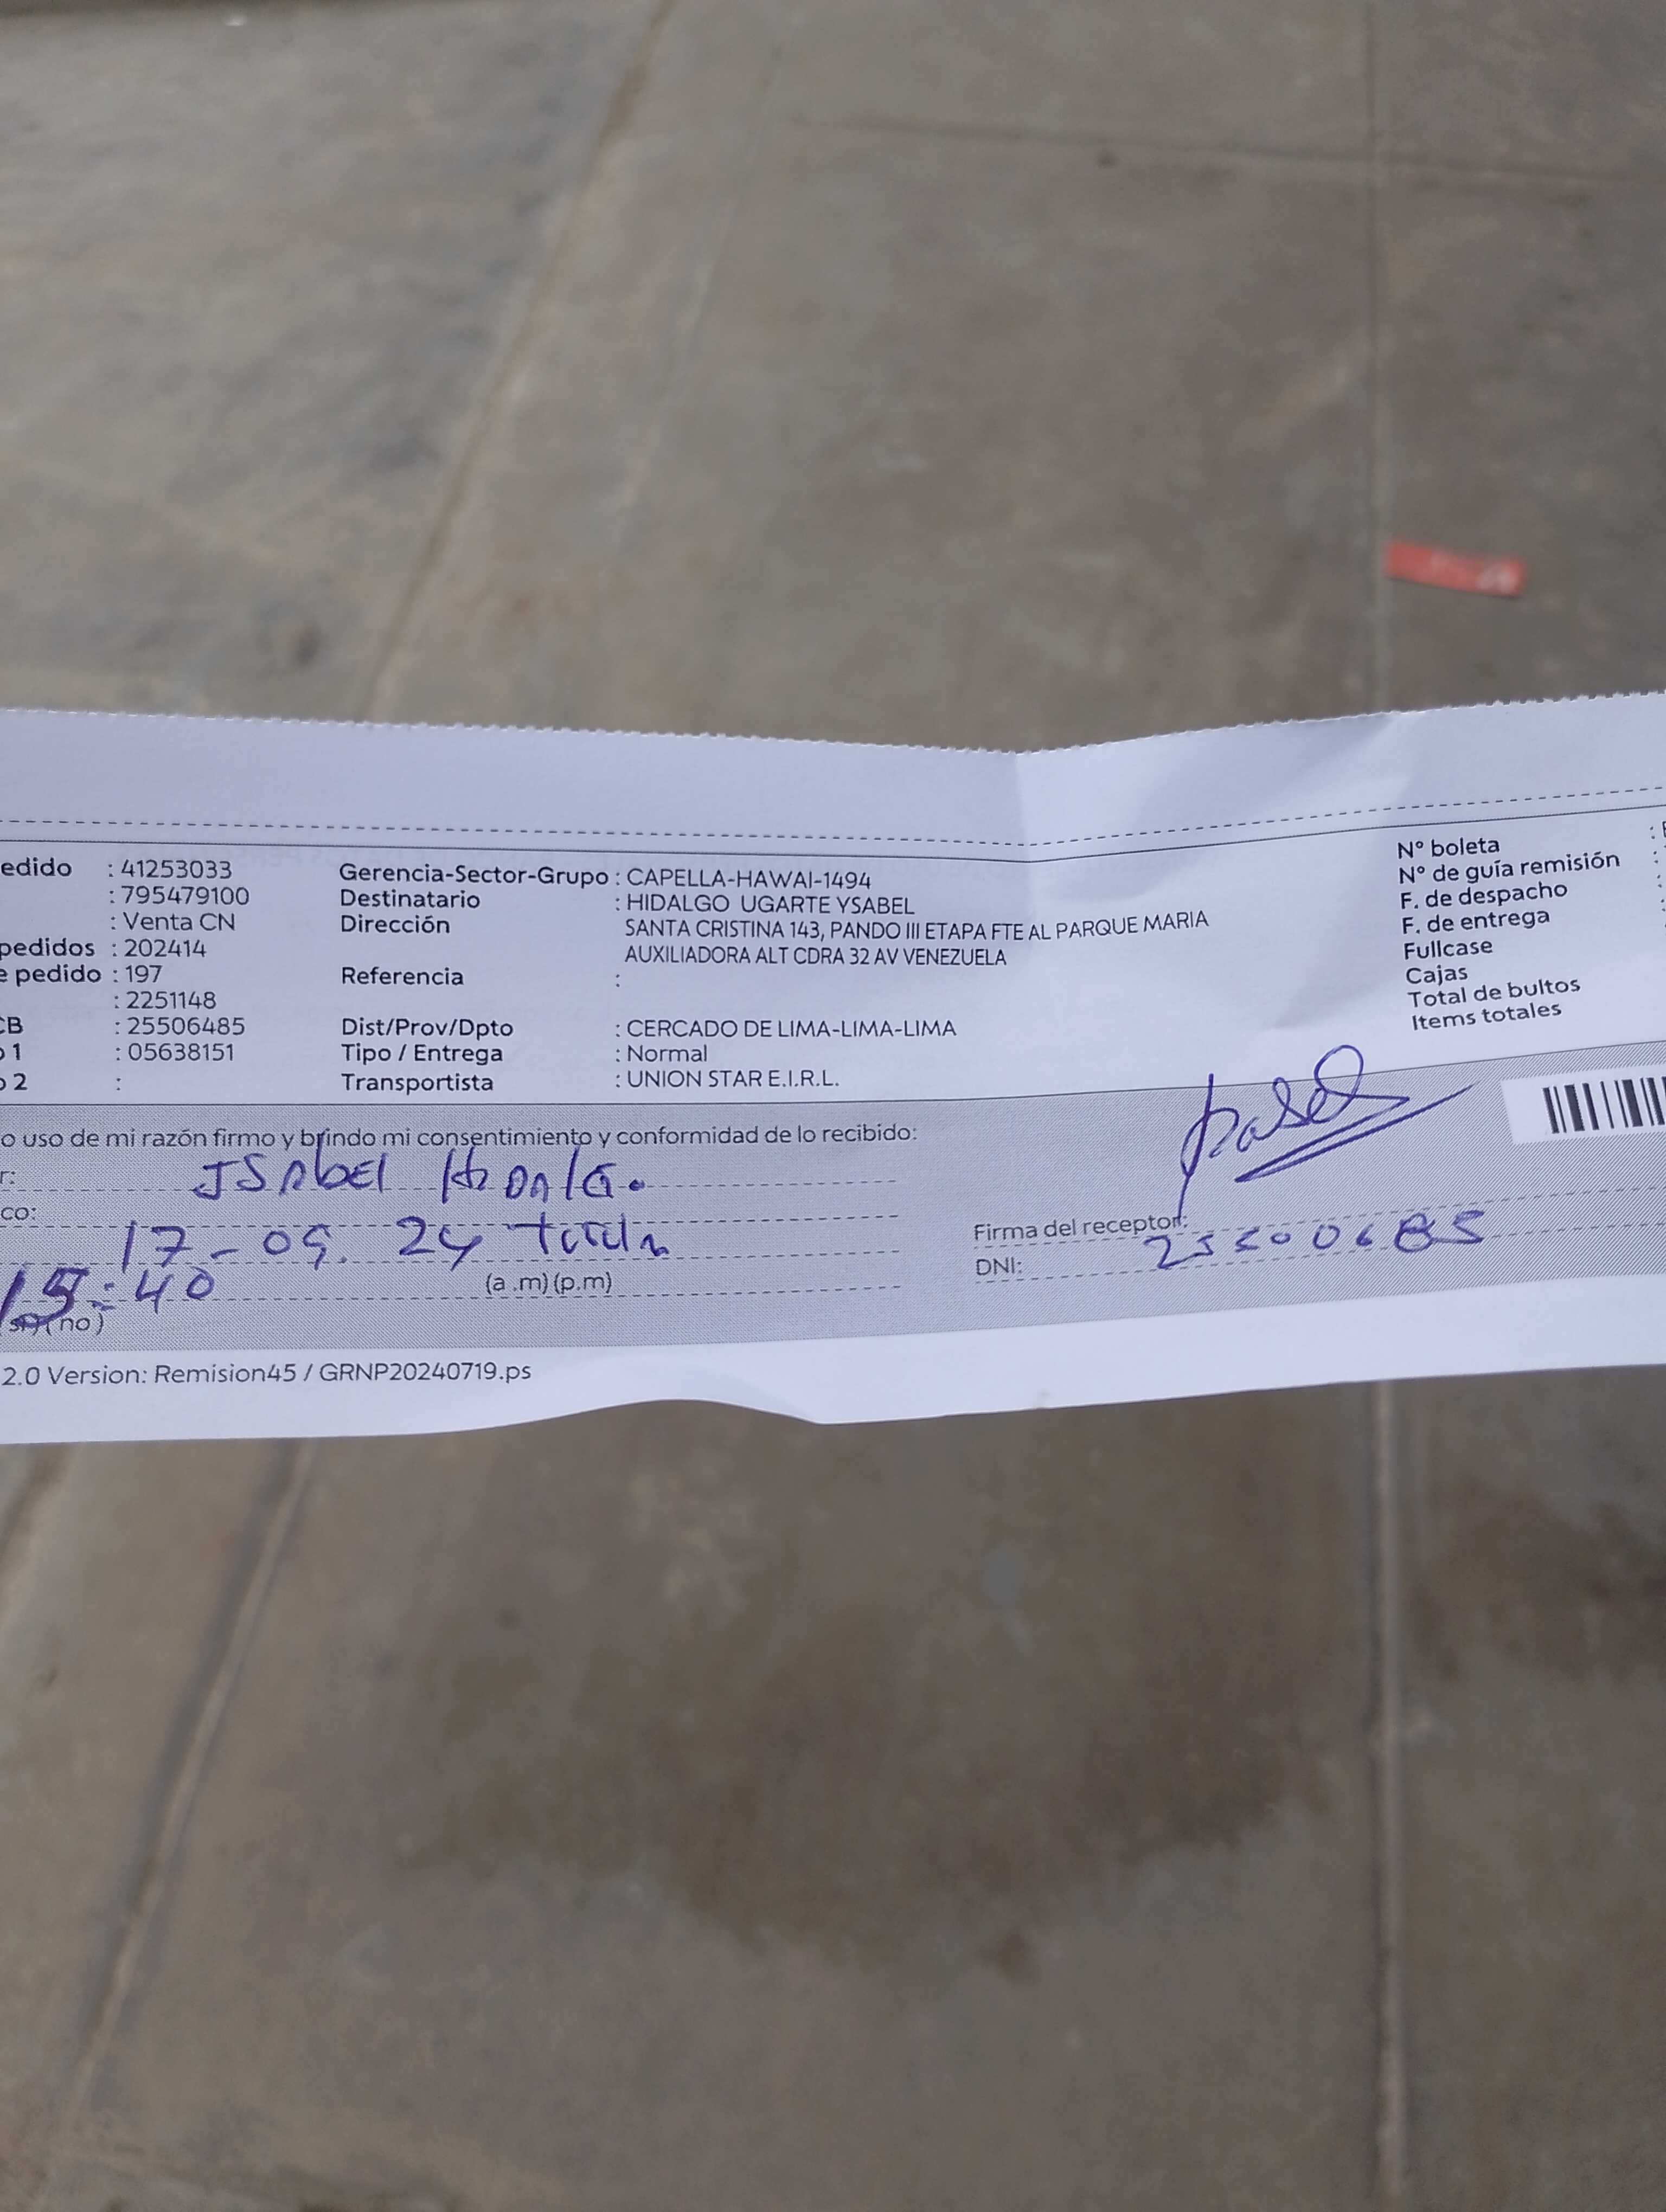 edido : 41253033 Gerencia-Sector-Grupo : CAPELLA-HAWAI-1494 N° boleta :
: 795479100 Destinatario : HIDALGO UGARTE YSABEL N° de guía remisión :
: Venta CN Dirección SANTA CRISTINA 143, PANDO III ETAPA FTE AL PARQUE MARIA F. de despacho :
pedidos : 202414 AUXILIADORA ALT CDRA 32 AV VENEZUELA F. de entrega :
e pedido : 197 Referencia : Fullcase
: 2251148 Cajas
CB : 25506485 Dist/Prov/Dpto : CERCADO DE LIMA-LIMA-LIMA Total de bultos
o 1 : 05638151 Tipo / Entrega : Normal Items totales
o 2 : Transportista : UNION STAR E.I.R.L.
o uso de mi razón firmo y brindo mi consentimiento y conformidad de lo recibido:
r: ISAbEl
co:
17-09. 24
15:40 (a.m)(p.m)
(si)(no)
Firma del receptor:
DNI:
2.0 Version: Remision45 / GRNP20240719.ps